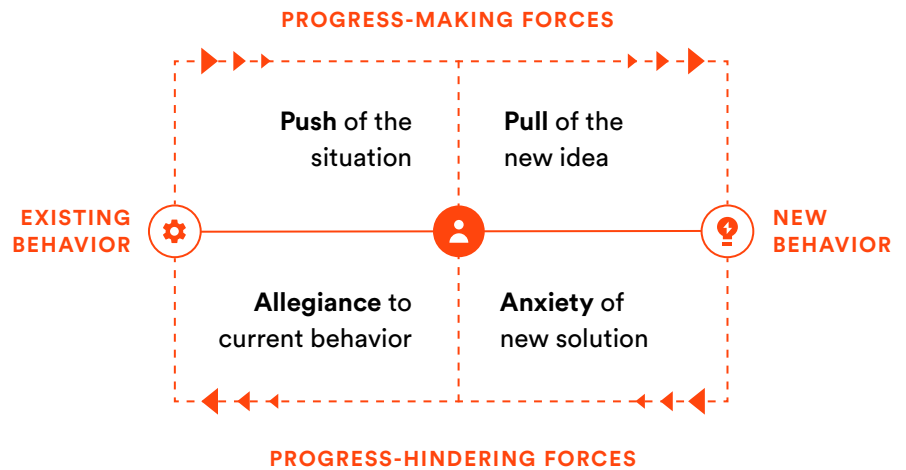 PROGRESS-MAKING FORCES
Push of the
situation
Pull of the
new idea
EXISTING
BEHAVIOR
NEW
BEHAVIOR
Allegiance to
current behavior
Anxiety of
new solution
PROGRESS-HINDERING FORCES